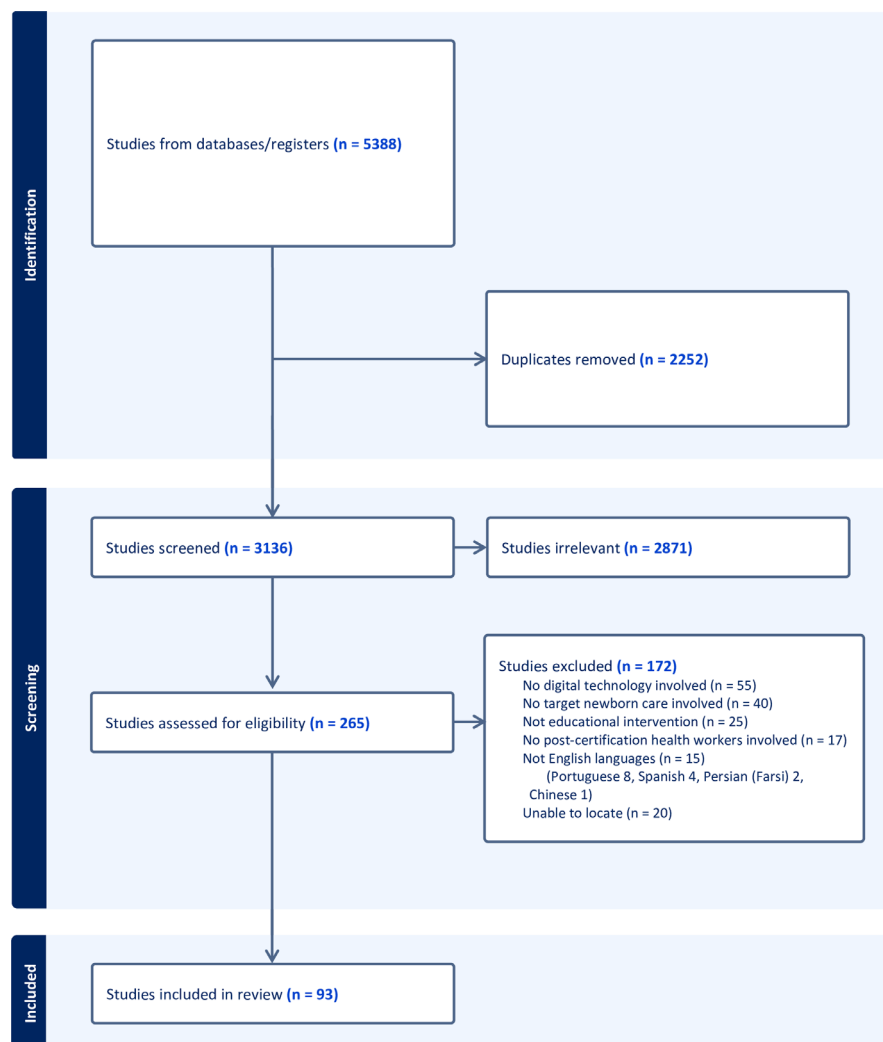 Identification
Studies from databases/registers (n = 5388)
Duplicates removed (n = 2252)
Screening
Studies screened (n = 3136)
Studies irrelevant (n = 2871)
Studies assessed for eligibility (n = 265)
Studies excluded (n = 172)
No digital technology involved (n = 55)
No target newborn care involved (n = 40)
Not educational intervention (n = 25)
No post-certification health workers involved (n = 17)
Not English languages (n = 15)
(Portuguese 8, Spanish 4, Persian (Farsi) 2,
Chinese 1)
Unable to locate (n = 20)
Included
Studies included in review (n = 93)